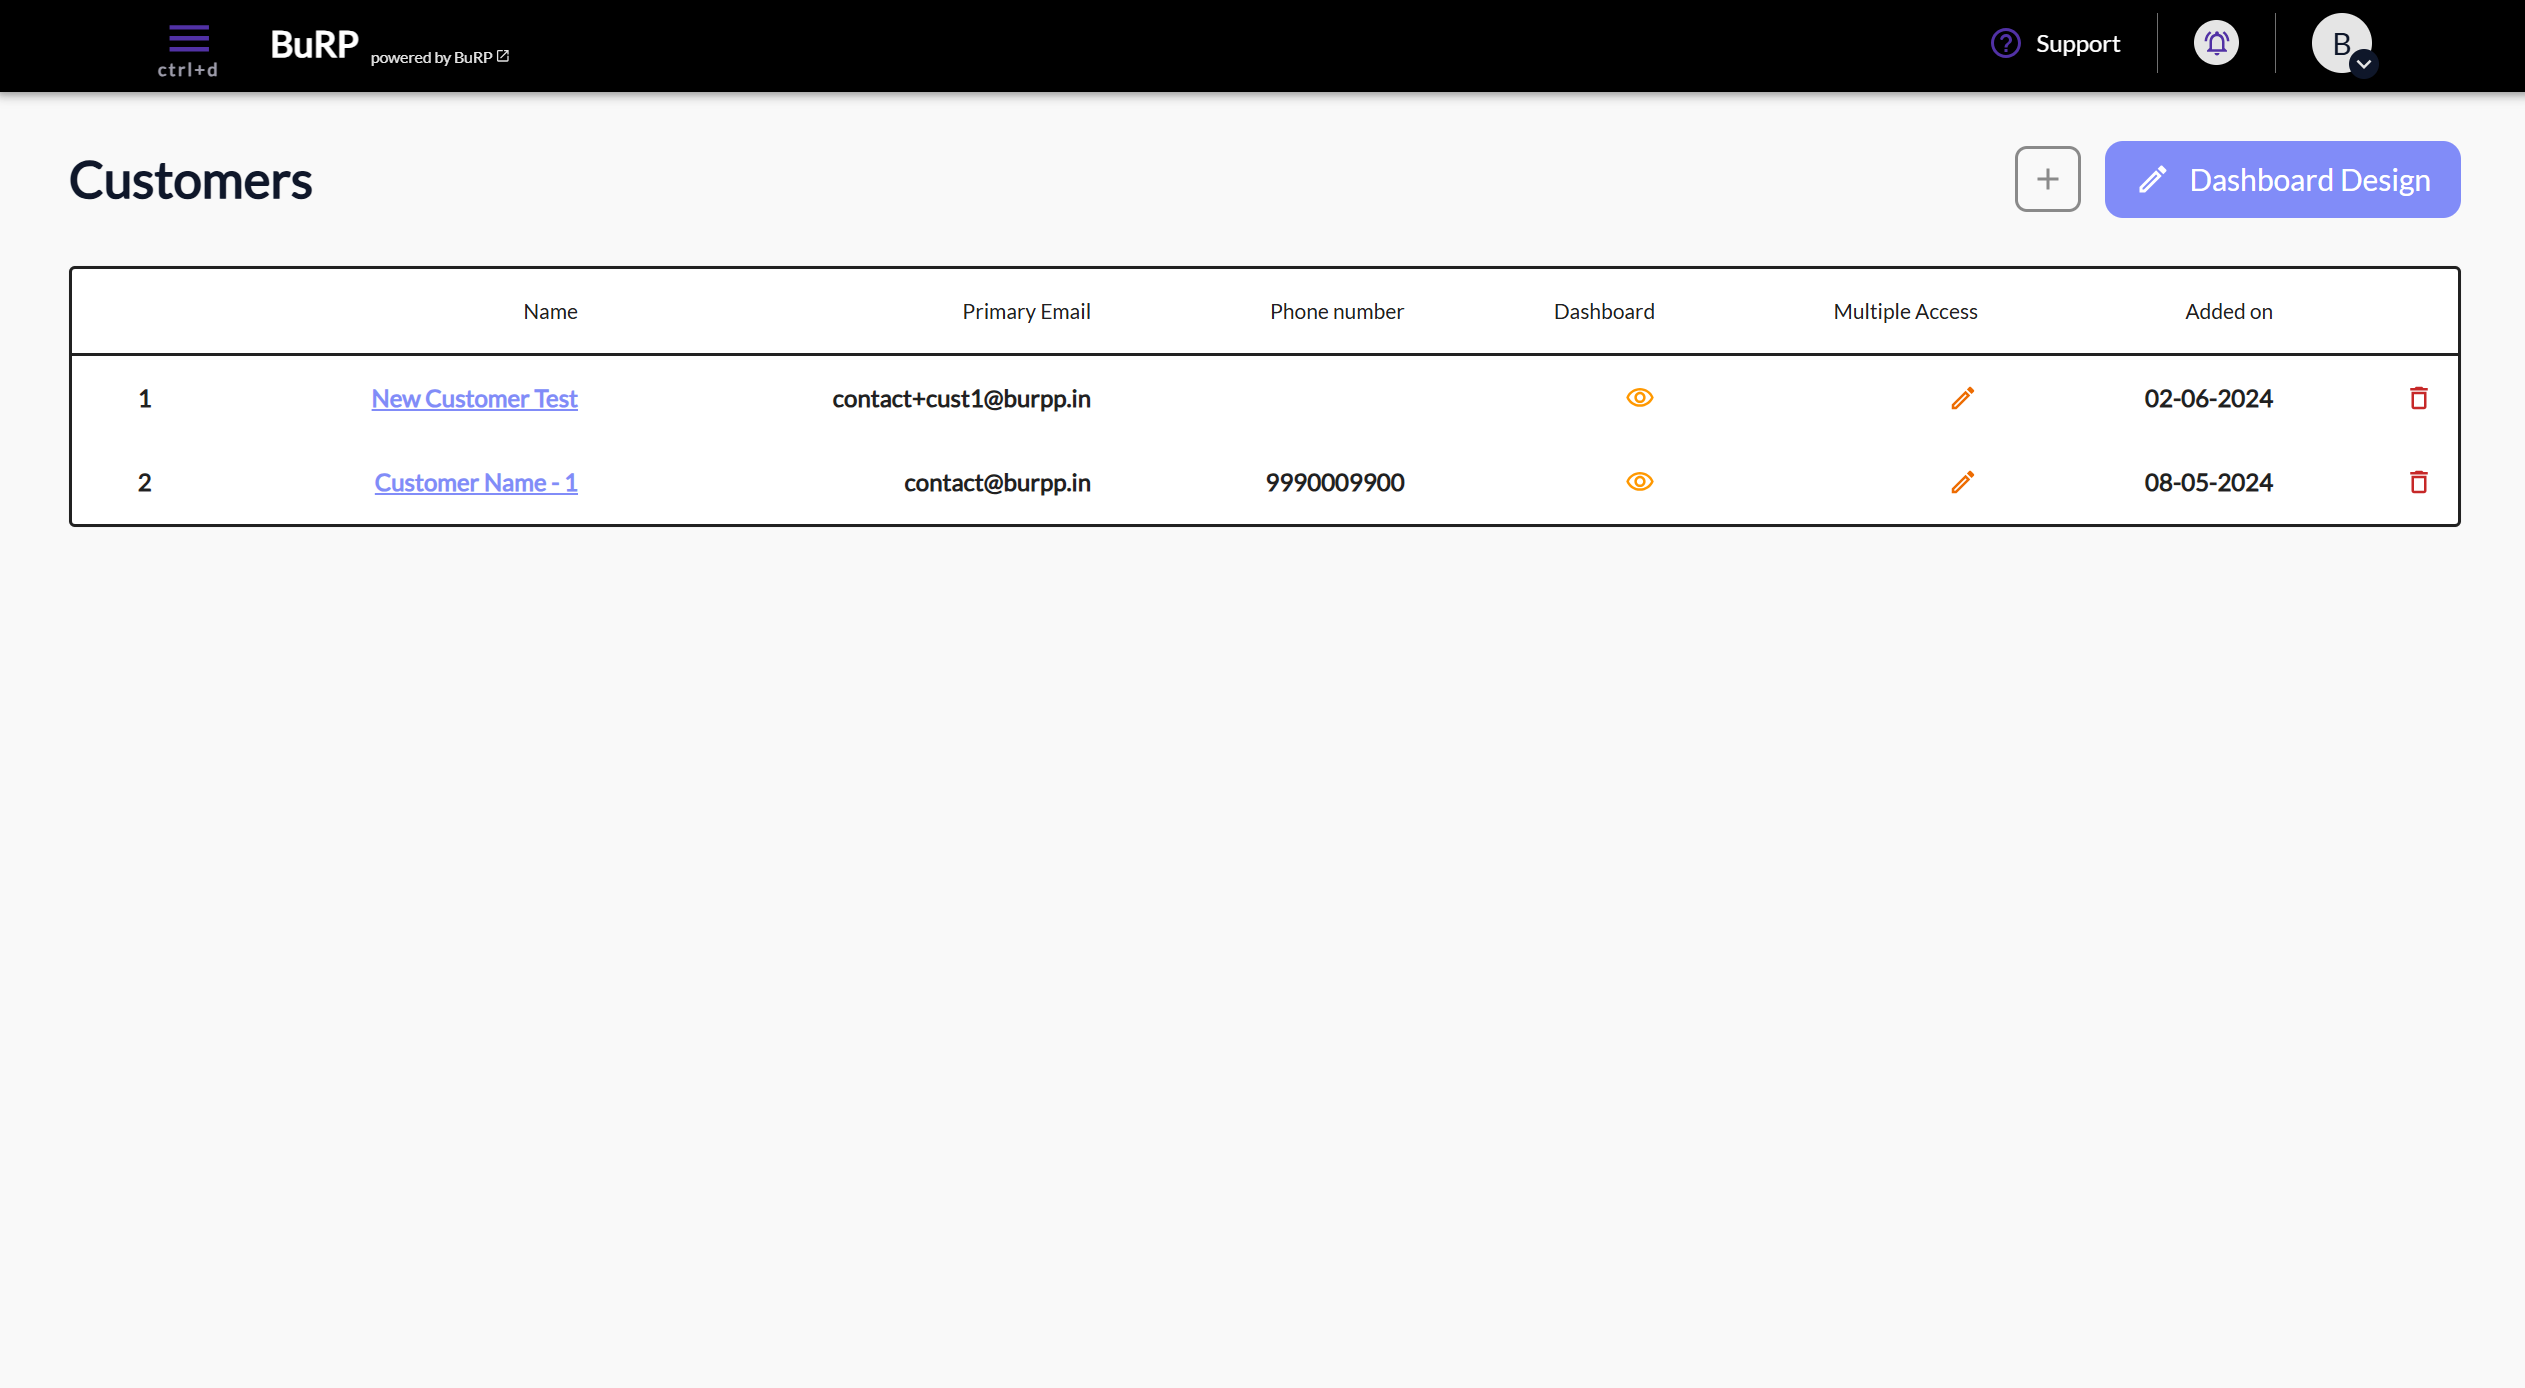 ctrl+d
BuRP powered by BuRP
Support
B
Customers
Dashboard Design
Name Primary Email Phone number Dashboard Multiple Access Added on
1 New Customer Test contact+cust1@burpp.in 02-06-2024
2 Customer Name - 1 contact@burpp.in 9990009900 08-05-2024